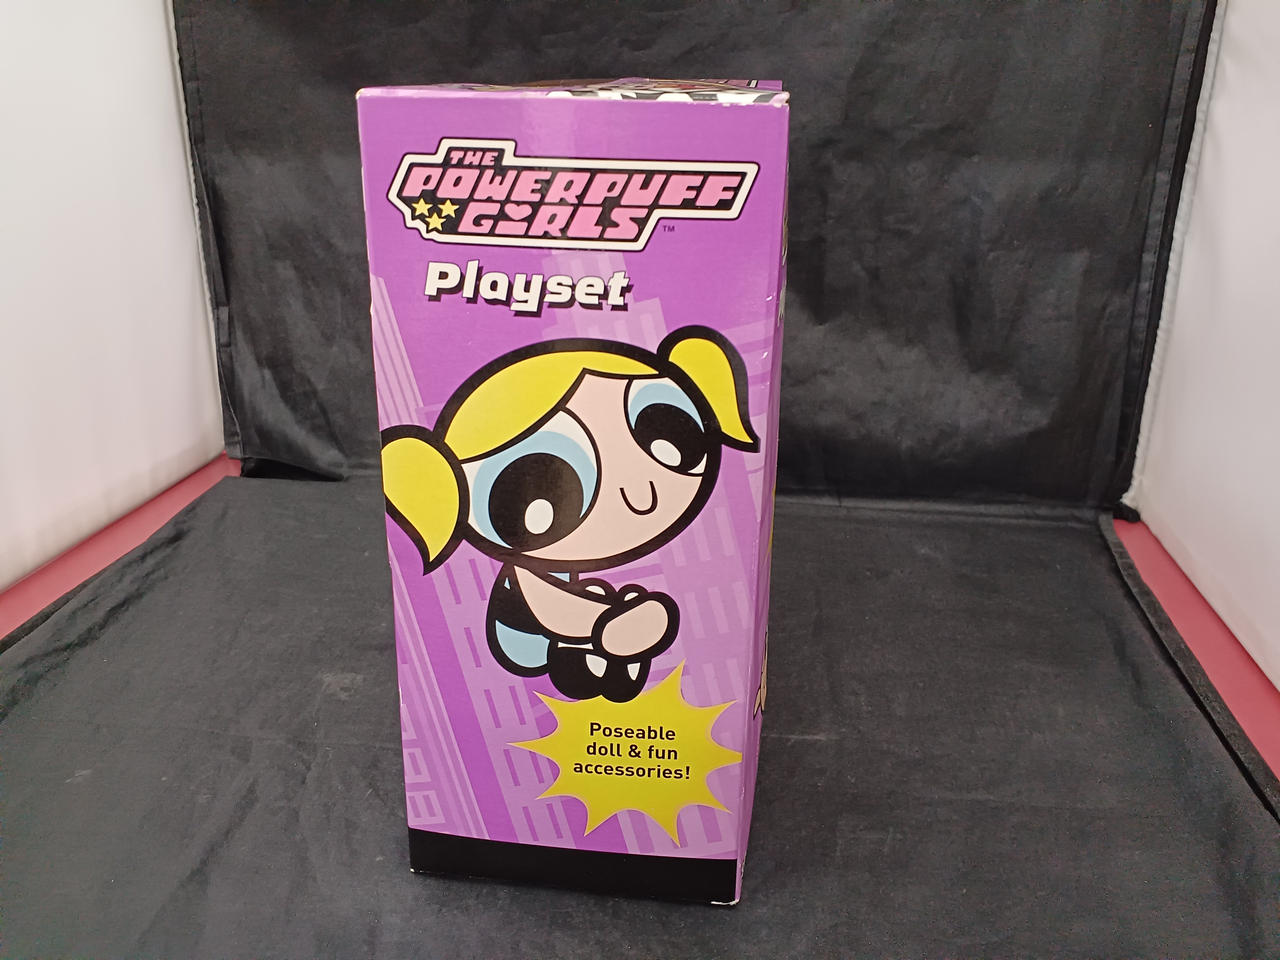 THE
POWERPUFF
GIRLS TM
Playset
Poseable
doll & fun
accessories!